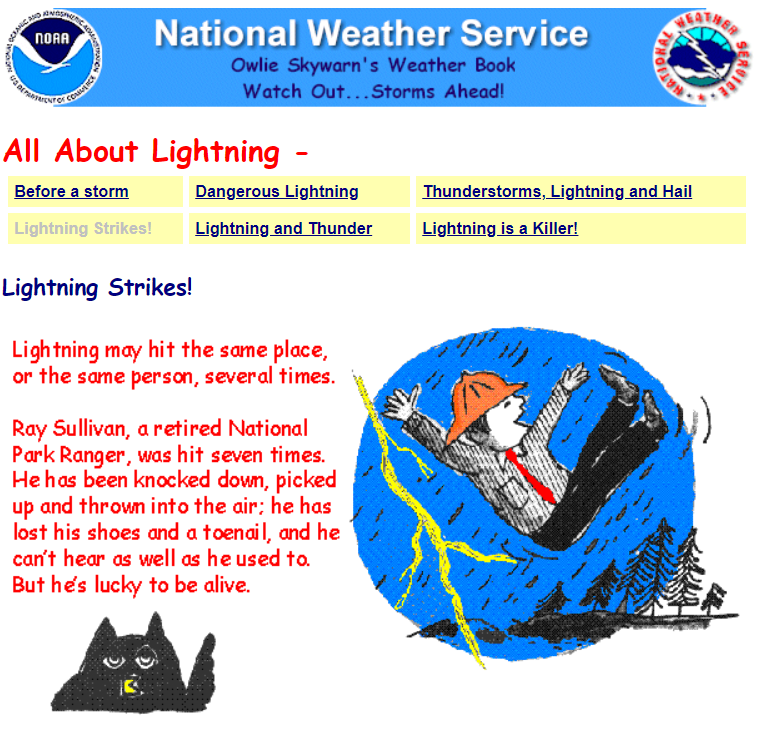 NOAA
NATIONAL OCEANIC AND ATMOSPHERIC ADMINISTRATION
U.S. DEPARTMENT OF COMMERCE
National Weather Service
Owlie Skywarn's Weather Book
Watch Out...Storms Ahead!
NATIONAL WEATHER SERVICE
All About Lightning -
Before a storm
Dangerous Lightning
Thunderstorms, Lightning and Hail
Lightning Strikes!
Lightning and Thunder
Lightning is a Killer!
Lightning Strikes!
Lightning may hit the same place,
or the same person, several times.
Ray Sullivan, a retired National
Park Ranger, was hit seven times.
He has been knocked down, picked
up and thrown into the air; he has
lost his shoes and a toenail, and he
can't hear as well as he used to.
But he's lucky to be alive.